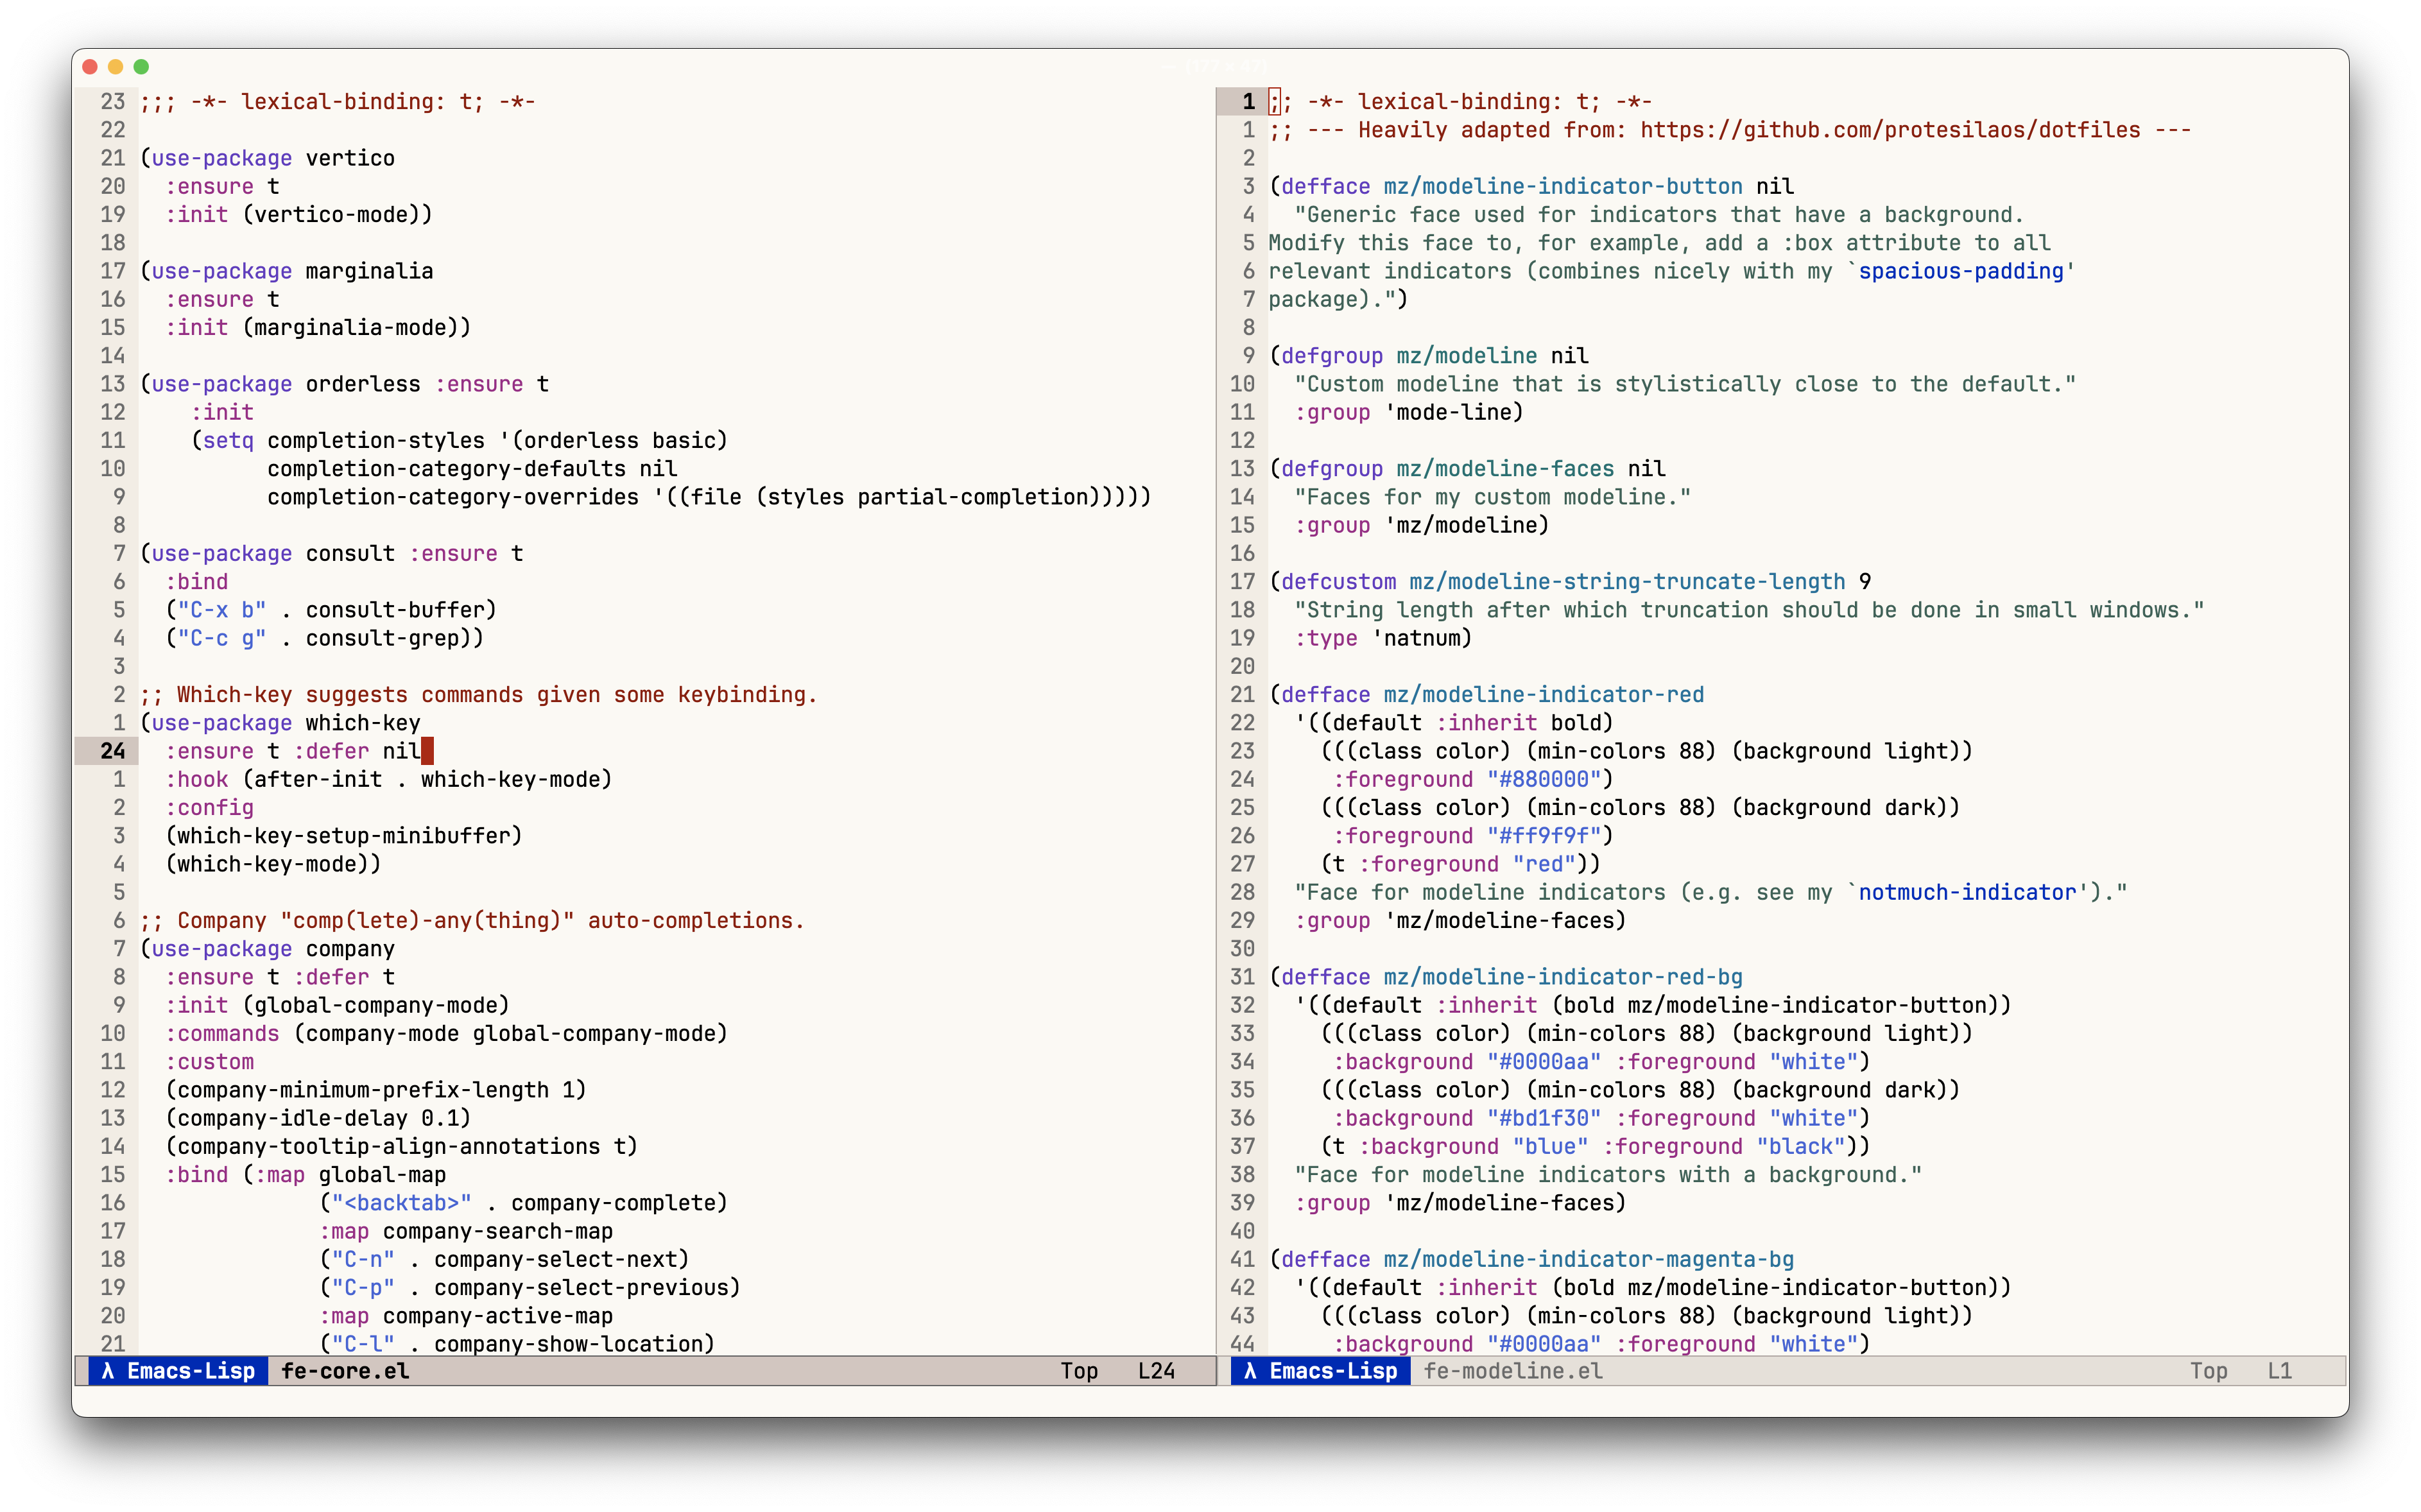 23 ;;; -*- lexical-binding: t; -*-
22
21 (use-package vertico
20   :ensure t
19   :init (vertico-mode))
18
17 (use-package marginalia
16   :ensure t
15   :init (marginalia-mode))
14
13 (use-package orderless :ensure t
12     :init
11     (setq completion-styles '(orderless basic)
10           completion-category-defaults nil
9           completion-category-overrides '((file (styles partial-completion)))))
8
7 (use-package consult :ensure t
6   :bind
5   ("C-x b" . consult-buffer)
4   ("C-c g" . consult-grep))
3
2 ;; Which-key suggests commands given some keybinding.
1 (use-package which-key
24   :ensure t :defer nil
1   :hook (after-init . which-key-mode)
2   :config
3   (which-key-setup-minibuffer)
4   (which-key-mode))
5
6 ;; Company "comp(lete)-any(thing)" auto-completions.
7 (use-package company
8   :ensure t :defer t
9   :init (global-company-mode)
10   :commands (company-mode global-company-mode)
11   :custom
12   (company-minimum-prefix-length 1)
13   (company-idle-delay 0.1)
14   (company-tooltip-align-annotations t)
15   :bind (:map global-map
16               ("<backtab>" . company-complete)
17               :map company-search-map
18               ("C-n" . company-select-next)
19               ("C-p" . company-select-previous)
20               :map company-active-map
21               ("C-l" . company-show-location)
λ Emacs-Lisp fe-core.el Top L24
1 ;; -*- lexical-binding: t; -*-
1 ;; --- Heavily adapted from: https://github.com/protesilaos/dotfiles ---
2
3 (defface mz/modeline-indicator-button nil
4   "Generic face used for indicators that have a background.
5 Modify this face to, for example, add a :box attribute to all
6 relevant indicators (combines nicely with my `spacious-padding'
7 package).")
8
9 (defgroup mz/modeline nil
10   "Custom modeline that is stylistically close to the default."
11   :group 'mode-line)
12
13 (defgroup mz/modeline-faces nil
14   "Faces for my custom modeline."
15   :group 'mz/modeline)
16
17 (defcustom mz/modeline-string-truncate-length 9
18   "String length after which truncation should be done in small windows."
19   :type 'natnum)
20
21 (defface mz/modeline-indicator-red
22   '((default :inherit bold)
23     (((class color) (min-colors 88) (background light))
24      :foreground "#880000")
25     (((class color) (min-colors 88) (background dark))
26      :foreground "#ff9f9f")
27     (t :foreground "red"))
28   "Face for modeline indicators (e.g. see my `notmuch-indicator')."
29   :group 'mz/modeline-faces)
30
31 (defface mz/modeline-indicator-red-bg
32   '((default :inherit (bold mz/modeline-indicator-button))
33     (((class color) (min-colors 88) (background light))
34      :background "#0000aa" :foreground "white")
35     (((class color) (min-colors 88) (background dark))
36      :background "#bd1f30" :foreground "white")
37     (t :background "blue" :foreground "black"))
38   "Face for modeline indicators with a background."
39   :group 'mz/modeline-faces)
40
41 (defface mz/modeline-indicator-magenta-bg
42   '((default :inherit (bold mz/modeline-indicator-button))
43     (((class color) (min-colors 88) (background light))
44      :background "#0000aa" :foreground "white")
λ Emacs-Lisp fe-modeline.el Top L1